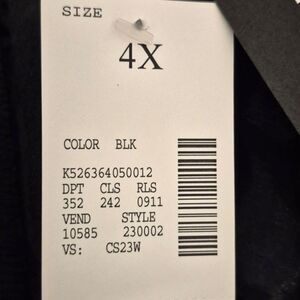 SIZE
4X
COLOR BLK
K526364050012
DPT CLS RLS
352 242 0911
VEND STYLE
10585 230002
VS: CS23W